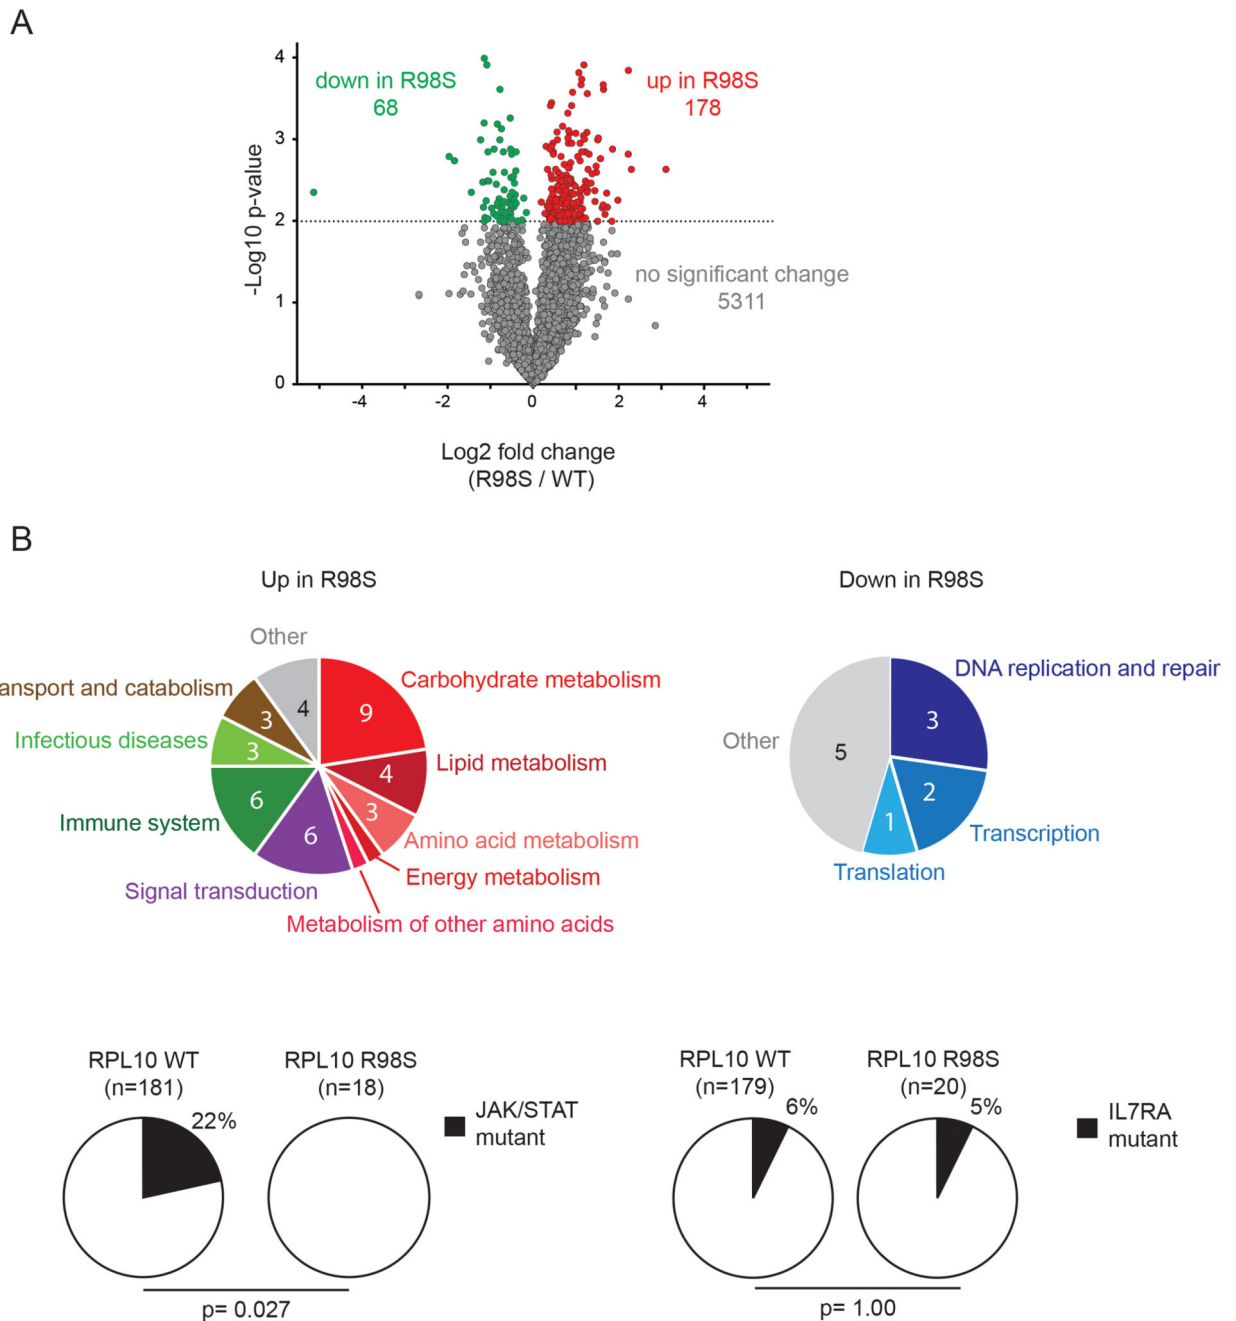 A
4
3
2
1
0
-Log10 p-value
down in R98S
68
up in R98S
178
no significant change
5311
-4 -2 0 2 4
Log2 fold change
(R98S / WT)
B
Up in R98S
Other
ansport and catabolism
Infectious diseases
Immune system
Signal transduction
Carbohydrate metabolism
Lipid metabolism
Amino acid metabolism
Energy metabolism
Metabolism of other amino acids
4
9
3
4
3
3
6
6
Down in R98S
DNA replication and repair
Other
Transcription
Translation
3
5
2
1
RPL10 WT
(n=181)
22%
RPL10 R98S
(n=18)
JAK/STAT
mutant
p= 0.027
RPL10 WT
(n=179)
6%
RPL10 R98S
(n=20)
5%
IL7RA
mutant
p= 1.00